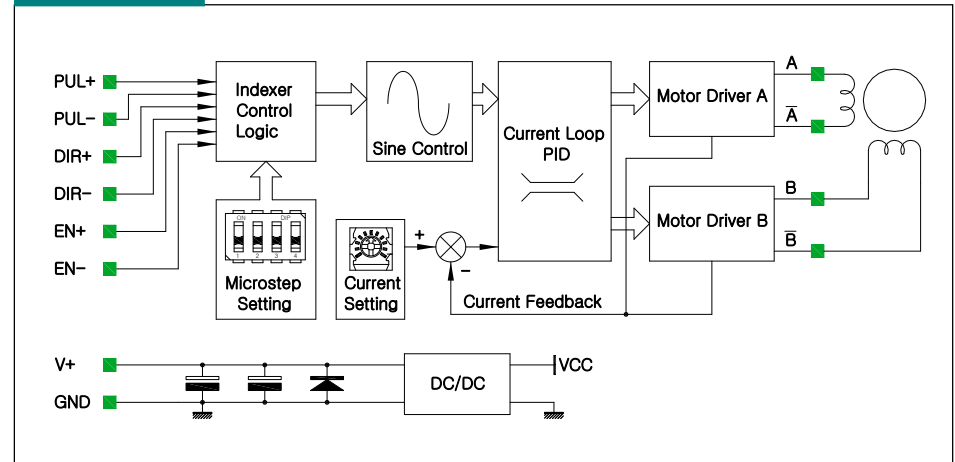 PUL+
PUL-
DIR+
DIR-
EN+
EN-
Indexer
Control
Logic
Sine Control
Current Loop
PID
Motor Driver A
A
A̅
Motor Driver B
B
B̅
ON
DIP
1 2 3 4
Microstep
Setting
Current
Setting
+
-
Current Feedback
V+
GND
DC/DC
VCC